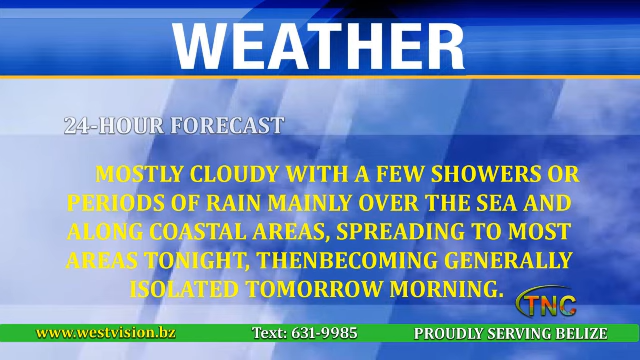 WEATHER
24-HOUR FORECAST
MOSTLY CLOUDY WITH A FEW SHOWERS OR
PERIODS OF RAIN MAINLY OVER THE SEA AND
ALONG COASTAL AREAS, SPREADING TO MOST
AREAS TONIGHT, THENBECOMING GENERALLY
ISOLATED TOMORROW MORNING.
TNC
www.westvision.bz Text: 631-9985 PROUDLY SERVING BELIZE